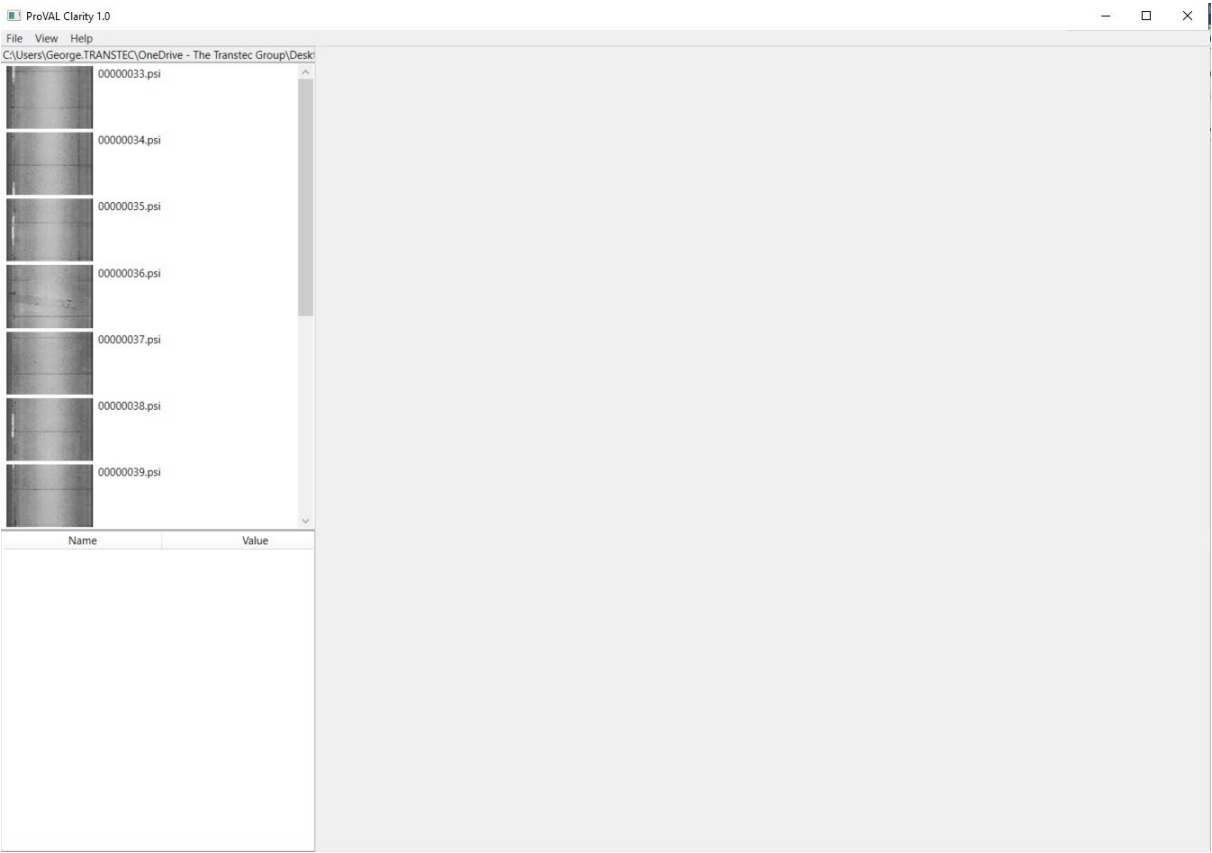 ProVAL Clarity 1.0
File View Help
C:\Users\George.TRANSTEC\OneDrive - The Transtec Group\Desk
00000033.psi
00000034.psi
00000035.psi
00000036.psi
00000037.psi
00000038.psi
00000039.psi
Name Value